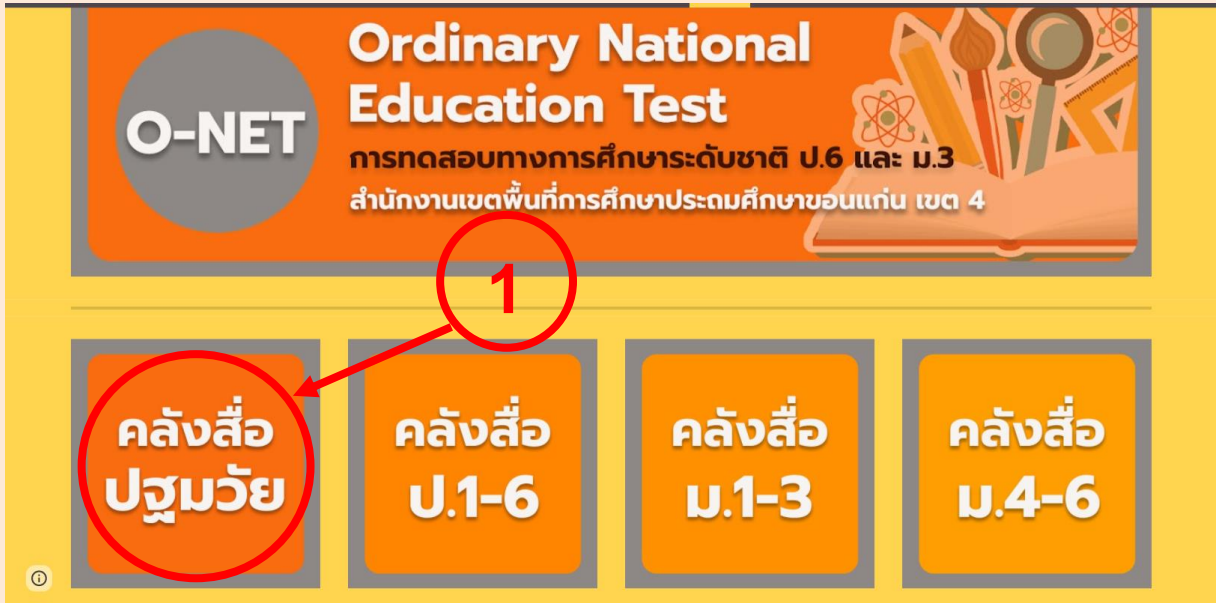 O-NET
Ordinary National
Education Test
การทดสอบทางการศึกษาระดับชาติ ป.6 และ ม.3
สำนักงานเขตพื้นที่การศึกษาประถมศึกษาขอนแก่น เขต 4
1
คลังสื่อ
ปฐมวัย
คลังสื่อ
ป.1-6
คลังสื่อ
ม.1-3
คลังสื่อ
ม.4-6